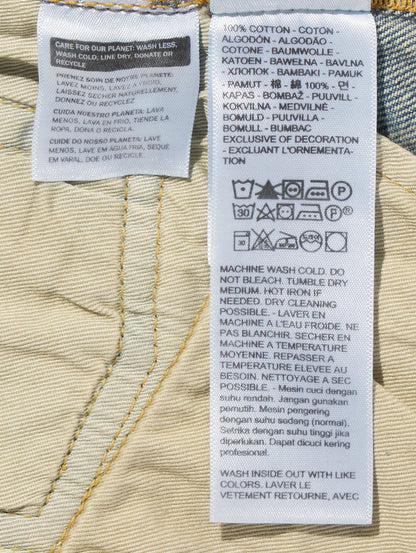 CARE FOR OUR PLANET: WASH LESS,
WASH COLD, LINE DRY, DONATE OR
RECYCLE
PRENEZ SOIN DE NOTRE PLANETE:
LAVEZ MOINS, LAVEZ A FROID,
LAISSEZ SECHER NATURELLEMENT,
DONNEZ OU RECYCLEZ
CUIDA NUESTRO PLANETA: LAVA
MENOS, LAVA EN FRIO, TIENDE LA
ROPA, DONA O RECICLA.
CUIDE DO NOSSO PLANETA: LAVE
MENOS, LAVE EM AGUA FRIA, SEQUE
EM VARAL, DOE OU RECICLE.
100% COTTON - COTON -
ALGODON - ALGODÃO -
COTONE - BAUMWOLLE -
KATOEN - BAWEŁNA - BAVLNA
- ХЛОПОК - BAMBAKI - PAMUK
- PAMUT - 棉 - 綿 100% - 면 -
KAPAS - BOMBAŽ - PUUVILL -
KOKVILNA - MEDVILNĖ -
BOMULD - PUUVILLA -
BOMULL - BUMBAC
EXCLUSIVE OF DECORATION
- EXCLUANT L'ORNEMENTA-
TION
P
30 P
30
MACHINE WASH COLD. DO
NOT BLEACH. TUMBLE DRY
MEDIUM. HOT IRON IF
NEEDED. DRY CLEANING
POSSIBLE. - LAVER EN
MACHINE A L'EAU FROIDE. NE
PAS BLANCHIR. SECHER EN
MACHINE A TEMPERATURE
MOYENNE. REPASSER A
TEMPERATURE ELEVEE AU
BESOIN. NETTOYAGE A SEC
POSSIBLE. - Mesin cuci dengan
suhu rendah. Jangan gunakan
pemutih. Mesin pengering
dengan suhu sedang (normal).
Setrika dengan suhu tinggi jika
diperlukan. Dapat dicuci kering
profesional.
WASH INSIDE OUT WITH LIKE
COLORS. LAVER LE
VETEMENT RETOURNE, AVEC